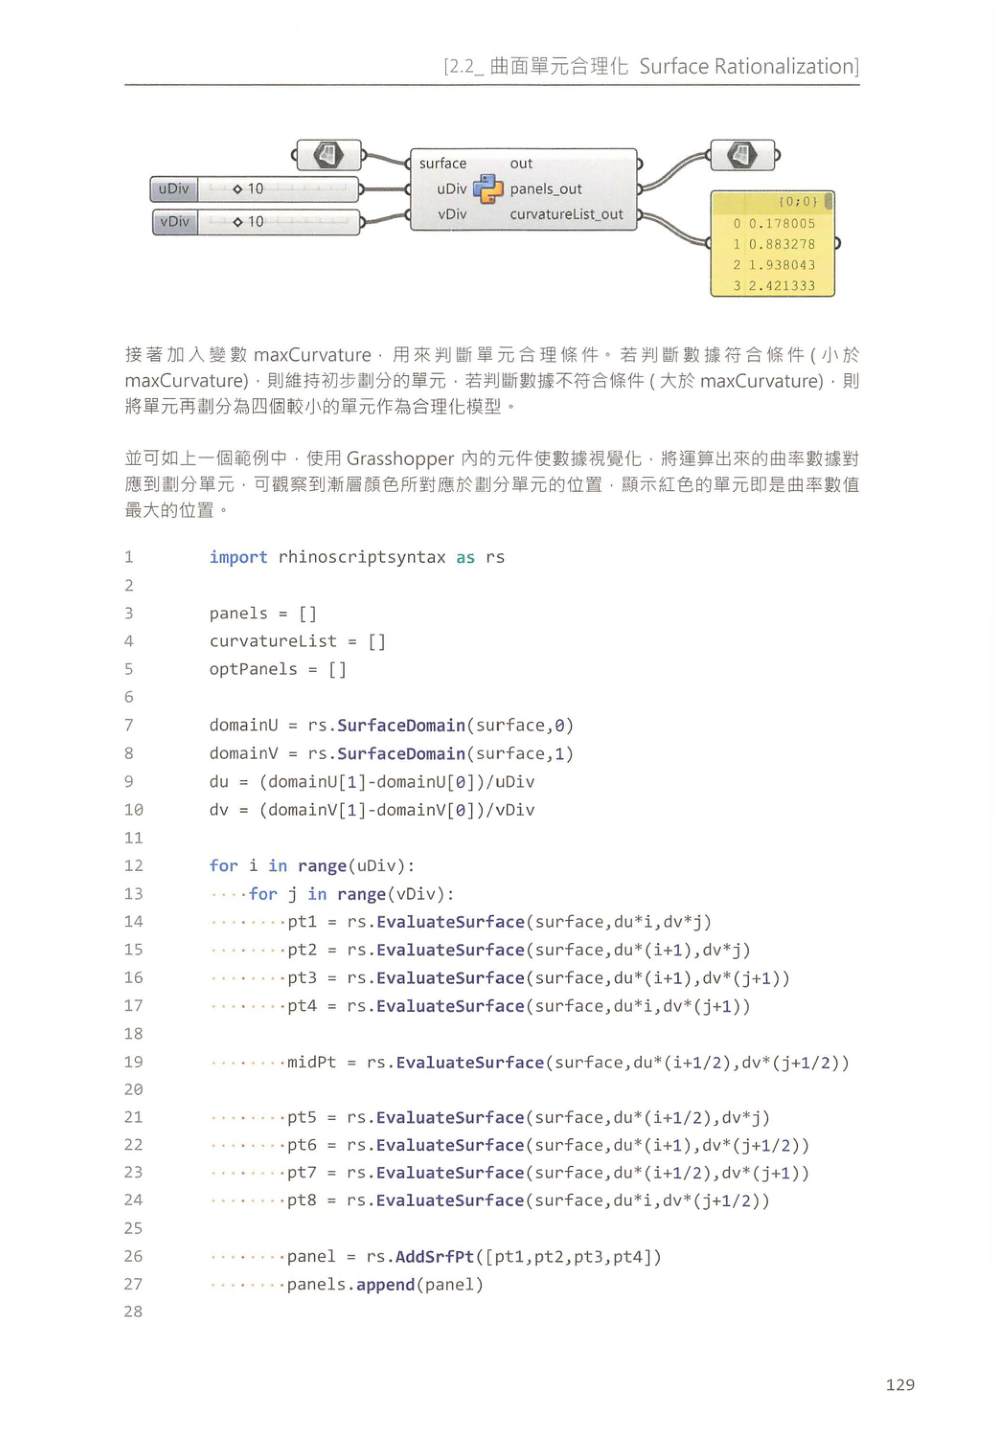 [2.2_ 曲面單元合理化 Surface Rationalization]
surface out
uDiv ◇ 10 uDiv panels_out
vDiv ◇ 10 vDiv curvatureList_out
{0;0}
0 0.178005
1 0.883278
2 1.938043
3 2.421333
接著加入變數 maxCurvature，用來判斷單元合理條件。若判斷數據符合條件 ( 小於
maxCurvature)，則維持初步劃分的單元，若判斷數據不符合條件 ( 大於 maxCurvature)，則
將單元再劃分為四個較小的單元作為合理化模型。
並可如上一個範例中，使用 Grasshopper 內的元件使數據視覺化，將運算出來的曲率數據對
應到劃分單元，可觀察到漸層顏色所對應於劃分單元的位置，顯示紅色的單元即是曲率數值
最大的位置。
1 import rhinoscriptsyntax as rs
2
3 panels = []
4 curvatureList = []
5 optPanels = []
6
7 domainU = rs.SurfaceDomain(surface,0)
8 domainV = rs.SurfaceDomain(surface,1)
9 du = (domainU[1]-domainU[0])/uDiv
10 dv = (domainV[1]-domainV[0])/vDiv
11
12 for i in range(uDiv):
13 ····for j in range(vDiv):
14 ········pt1 = rs.EvaluateSurface(surface,du*i,dv*j)
15 ········pt2 = rs.EvaluateSurface(surface,du*(i+1),dv*j)
16 ········pt3 = rs.EvaluateSurface(surface,du*(i+1),dv*(j+1))
17 ········pt4 = rs.EvaluateSurface(surface,du*i,dv*(j+1))
18
19 ········midPt = rs.EvaluateSurface(surface,du*(i+1/2),dv*(j+1/2))
20
21 ········pt5 = rs.EvaluateSurface(surface,du*(i+1/2),dv*j)
22 ········pt6 = rs.EvaluateSurface(surface,du*(i+1),dv*(j+1/2))
23 ········pt7 = rs.EvaluateSurface(surface,du*(i+1/2),dv*(j+1))
24 ········pt8 = rs.EvaluateSurface(surface,du*i,dv*(j+1/2))
25
26 ········panel = rs.AddSrfPt([pt1,pt2,pt3,pt4])
27 ········panels.append(panel)
28
129